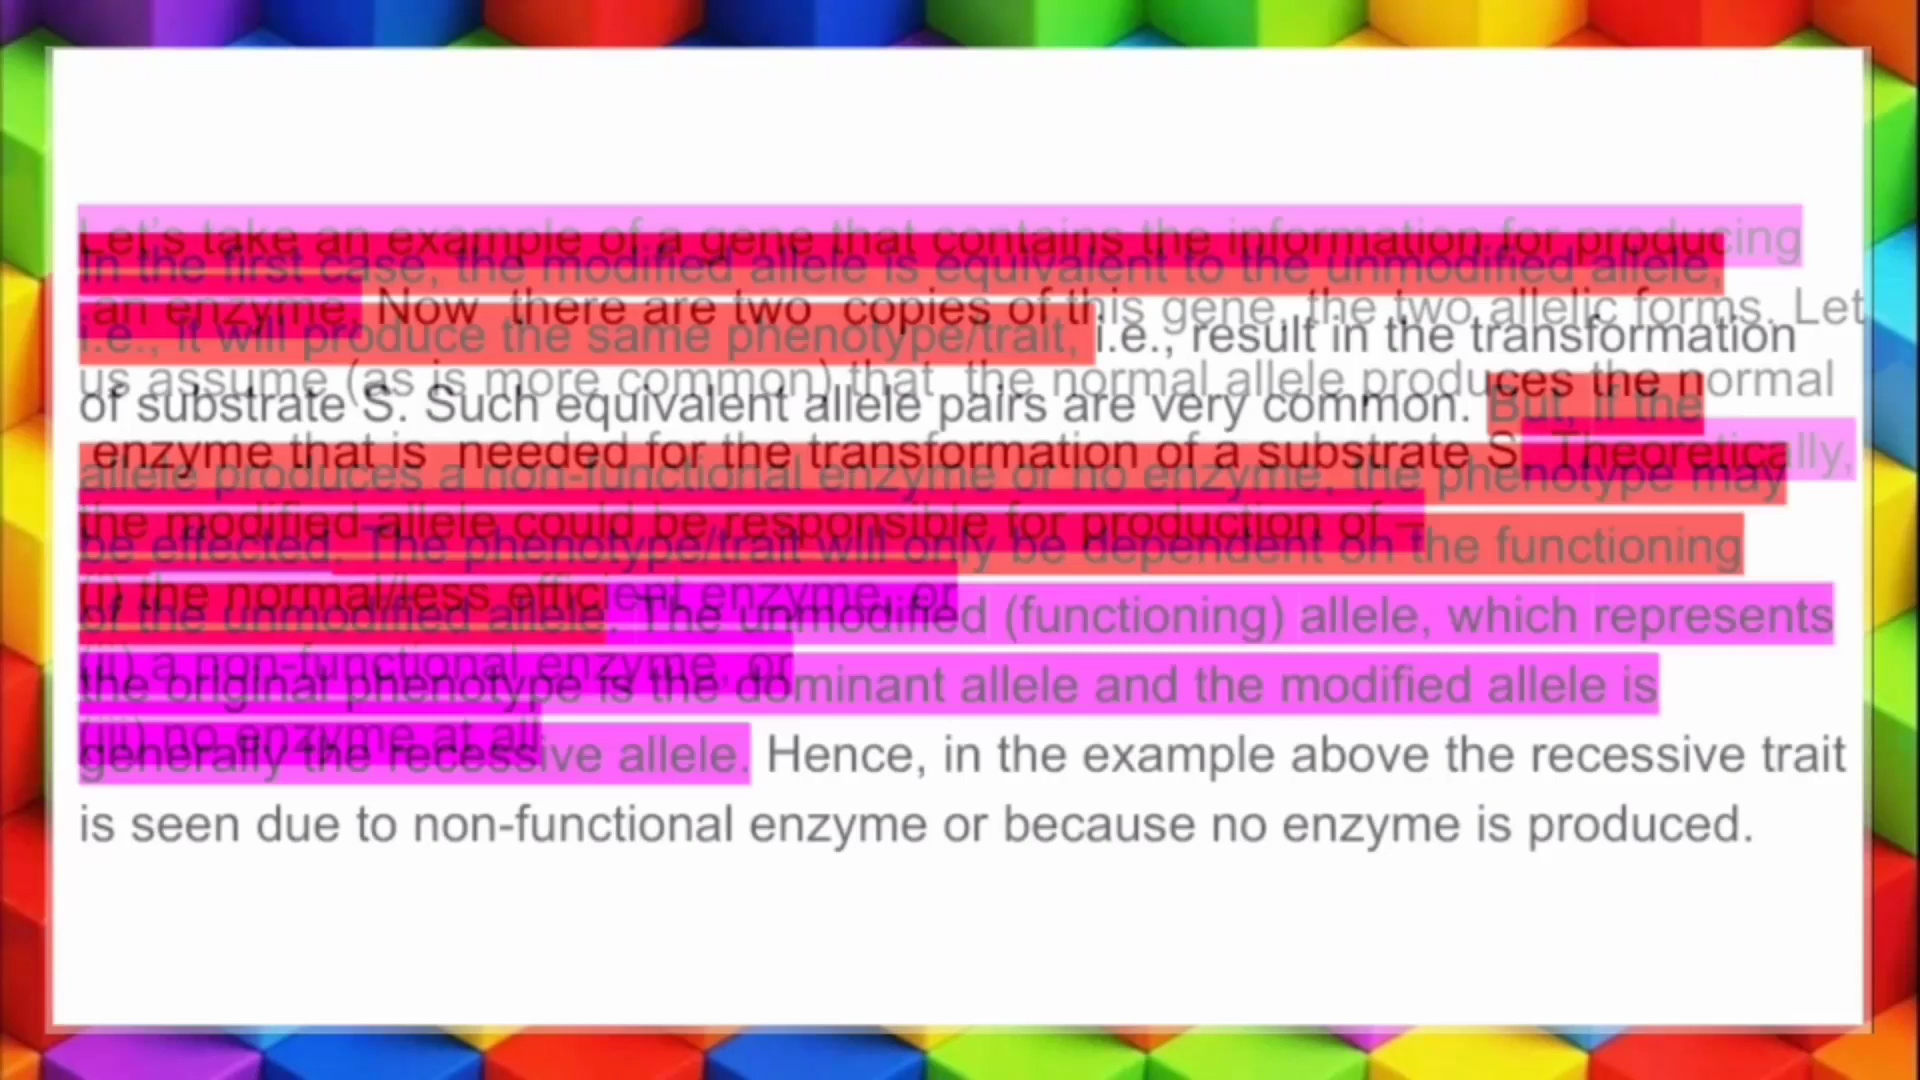 Let's take an example of a gene that contains the information for producing
an enzyme. Now there are two copies of this gene, the two allelic forms. Let
us assume (as is more common) that the normal allele produces the normal
enzyme that is needed for the transformation of a substrate S. Theoretically,
the modified allele could be responsible for production of –
(i) the normal/less efficient enzyme, or
(ii) a non-functional enzyme, or
(iii) no enzyme at all
In the first case, the modified allele is equivalent to the unmodified allele,
i.e., it will produce the same phenotype/trait, i.e., result in the transformation
of substrate S. Such equivalent allele pairs are very common. But, if the
allele produces a non-functional enzyme or no enzyme, the phenotype may
be effected. The phenotype/trait will only be dependent on the functioning
of the unmodified allele. The unmodified (functioning) allele, which represents
the original phenotype is the dominant allele and the modified allele is
generally the recessive allele. Hence, in the example above the recessive trait
is seen due to non-functional enzyme or because no enzyme is produced.